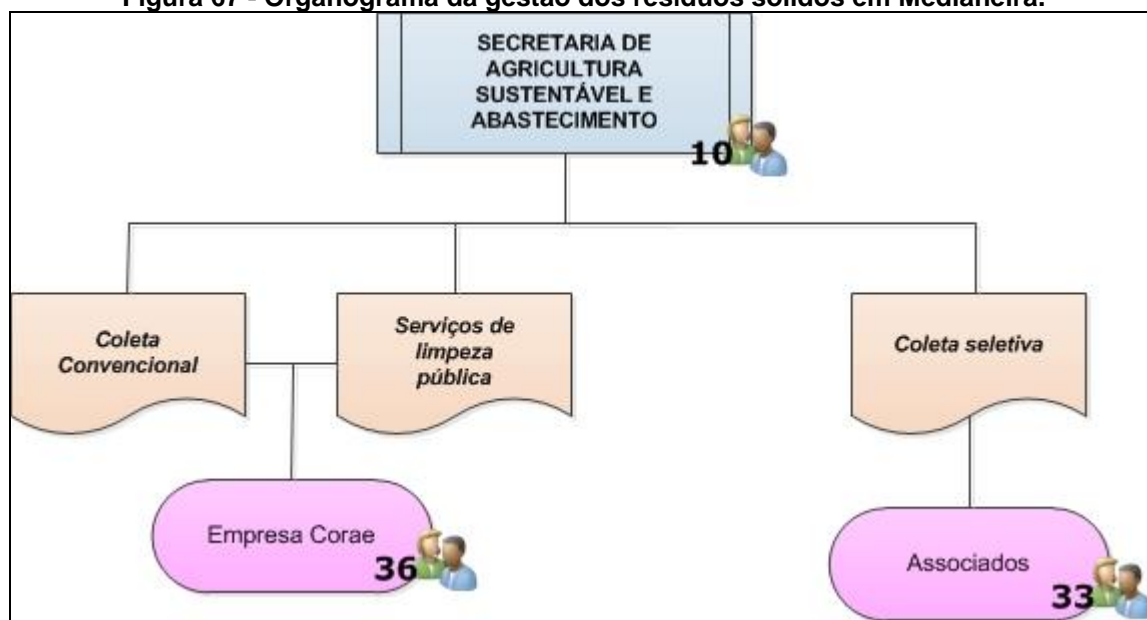 Figura 67 - Organograma da gestão dos resíduos sólidos em Medianeira.
SECRETARIA DE
AGRICULTURA
SUSTENTÁVEL E
ABASTECIMENTO
10
Coleta
Convencional
Serviços de
limpeza
pública
Coleta seletiva
Empresa Corae
36
Associados
33